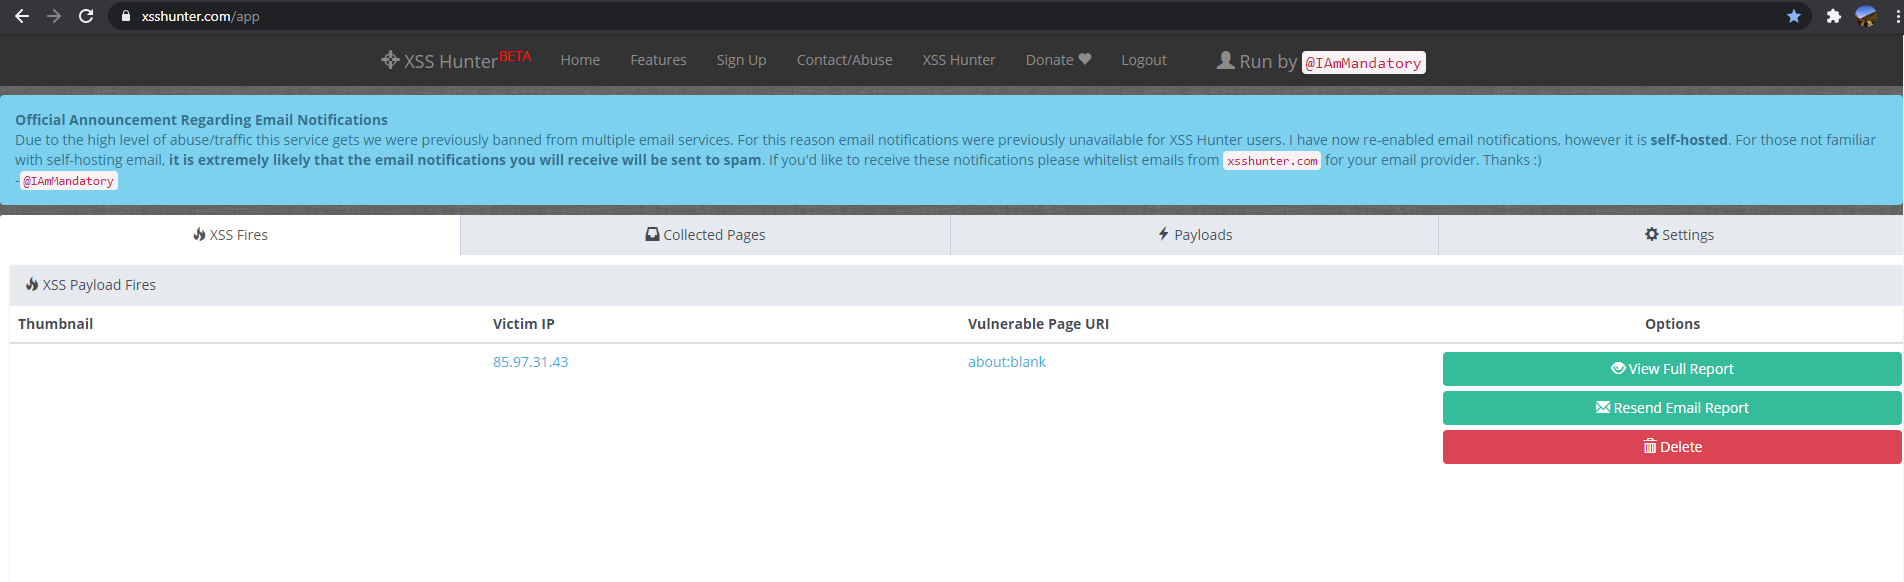 xsshunter.com/app
XSS Hunter BETA Home Features Sign Up Contact/Abuse XSS Hunter Donate Logout Run by @IAmMandatory
Official Announcement Regarding Email Notifications
Due to the high level of abuse/traffic this service gets we were previously banned from multiple email services. For this reason email notifications were previously unavailable for XSS Hunter users. I have now re-enabled email notifications, however it is self-hosted. For those not familiar
with self-hosting email, it is extremely likely that the email notifications you will receive will be sent to spam. If you'd like to receive these notifications please whitelist emails from xsshunter.com for your email provider. Thanks :)
-@IAmMandatory
XSS Fires Collected Pages Payloads Settings
XSS Payload Fires
Thumbnail Victim IP Vulnerable Page URI Options
85.97.31.43 about:blank View Full Report
Resend Email Report
Delete